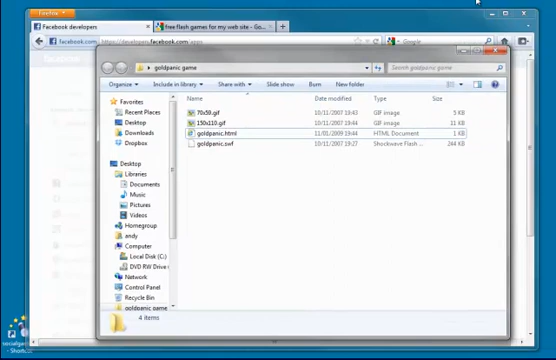 Firefox
Facebook developers
free flash games for my web site - Go...
facebook.com
https://developers.facebook.com/apps
Google
goldpanic game
Search goldpanic game
Organize
Include in library
Share with
Slide show
Burn
New folder
Name
Date modified
Type
Size
Favorites
Recent Places
Desktop
Downloads
Dropbox
Desktop
Libraries
Documents
Music
Pictures
Videos
Homegroup
andy
Computer
Local Disk (C:)
DVD RW Drive
Network
Control Panel
Recycle Bin
goldpanic game
70x59.gif 10/11/2007 19:43 GIF image 5 KB
150x110.gif 10/11/2007 19:44 GIF image 11 KB
goldpanic.html 11/01/2009 19:44 HTML Document 1 KB
goldpanic.swf 10/11/2007 19:27 Shockwave Flash ... 244 KB
4 items